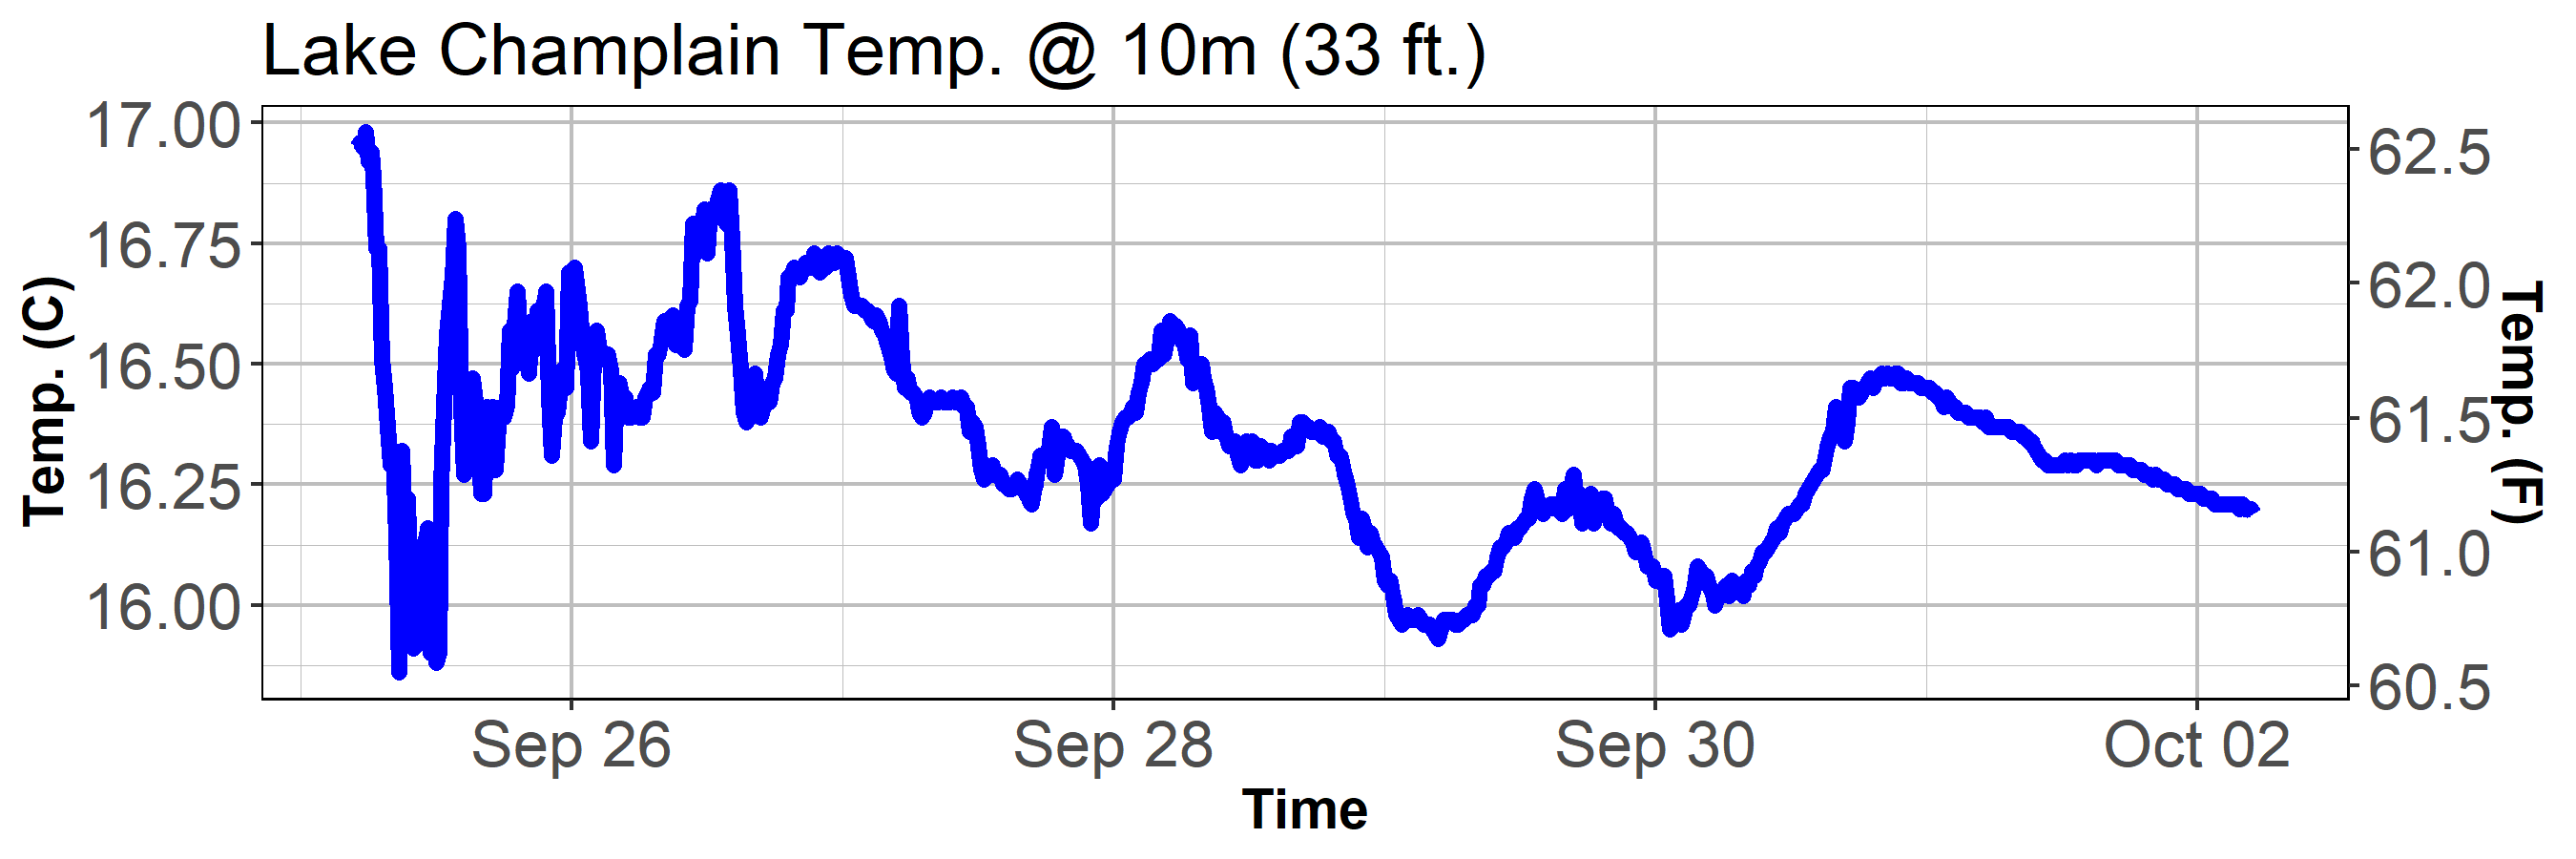 Lake Champlain Temp. @ 10m (33 ft.)
17.00
16.75
16.50
16.25
16.00
Temp. (C)
62.5
62.0
61.5
61.0
60.5
Temp. (F)
Sep 26 Sep 28 Sep 30 Oct 02
Time